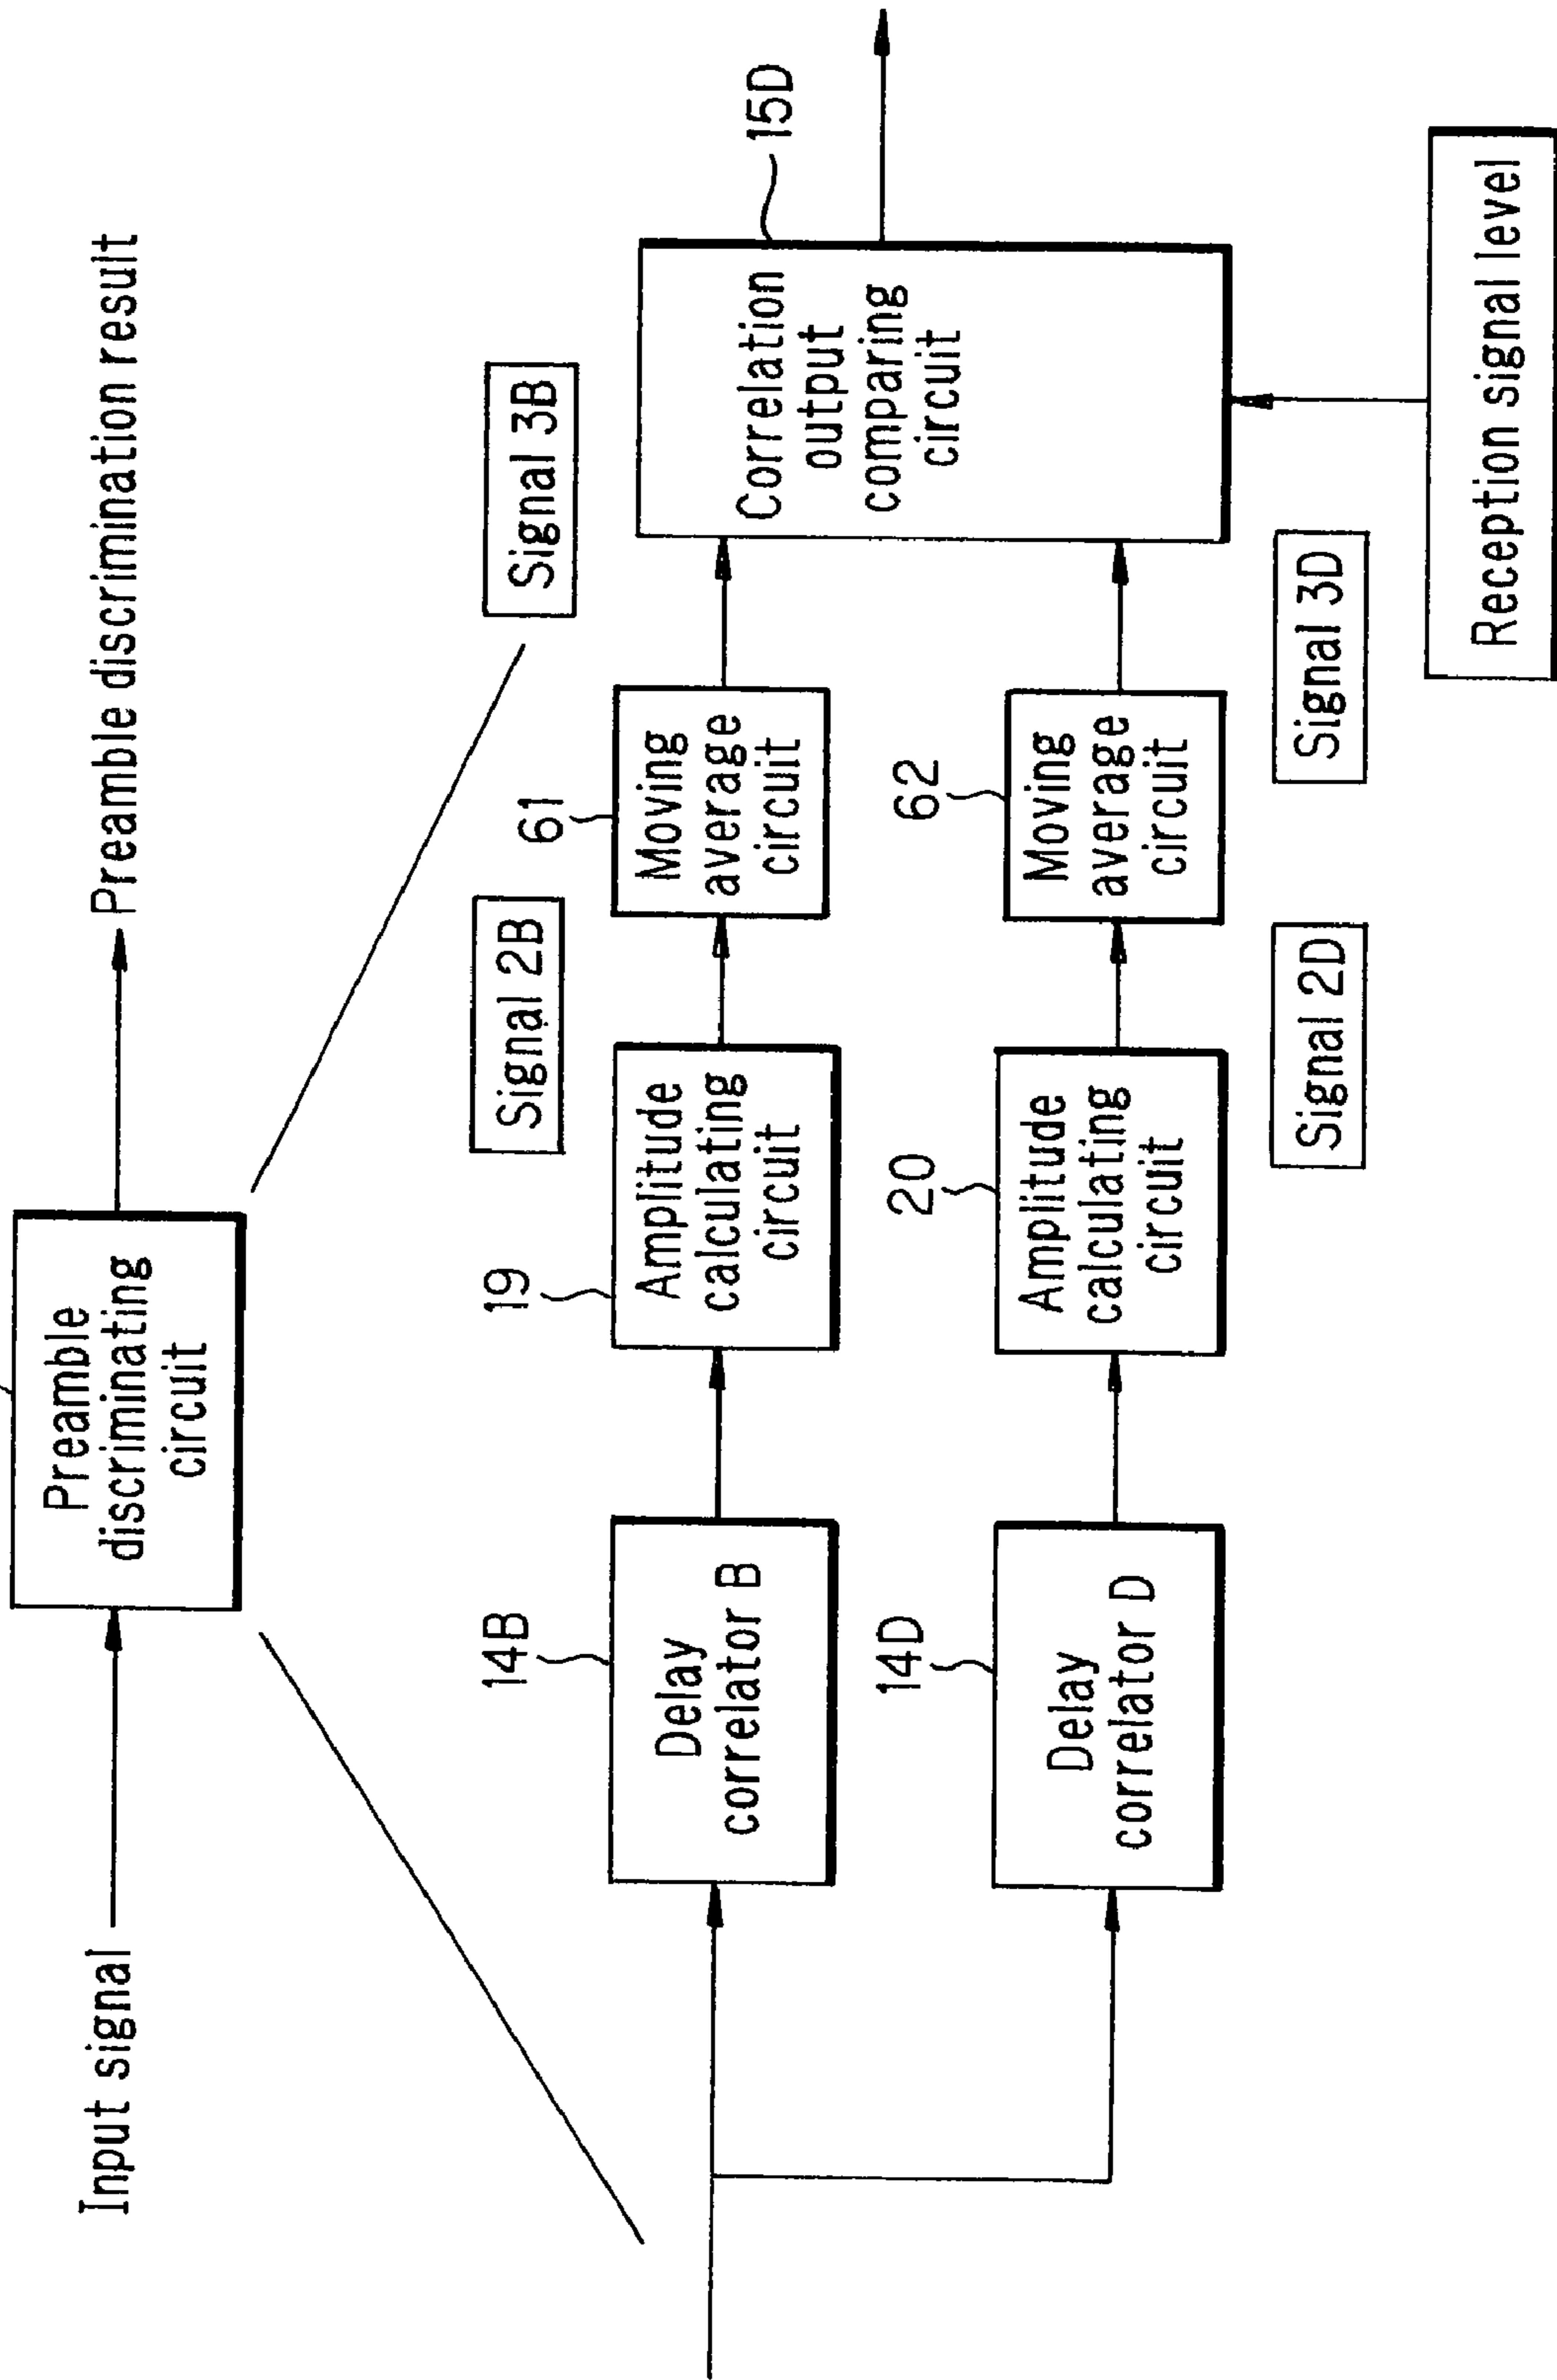 Input signal
Preamble
discriminating
circuit
Preamble discrimination result
14B
Delay
correlator B
19
Amplitude
calculating
circuit
Signal 2B
61
Moving
average
circuit
Signal 3B
14D
Delay
correlator D
20
Amplitude
calculating
circuit
Signal 2D
62
Moving
average
circuit
Signal 3D
Correlation
output
comparing
circuit
15D
Reception signal level